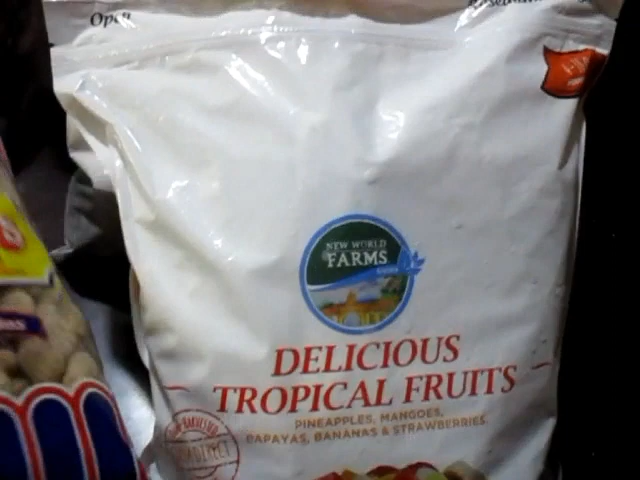 Open
NEW WORLD
FARMS
DELICIOUS
TROPICAL FRUITS
PINEAPPLES, MANGOES,
PAPAYAS, BANANAS & STRAWBERRIES